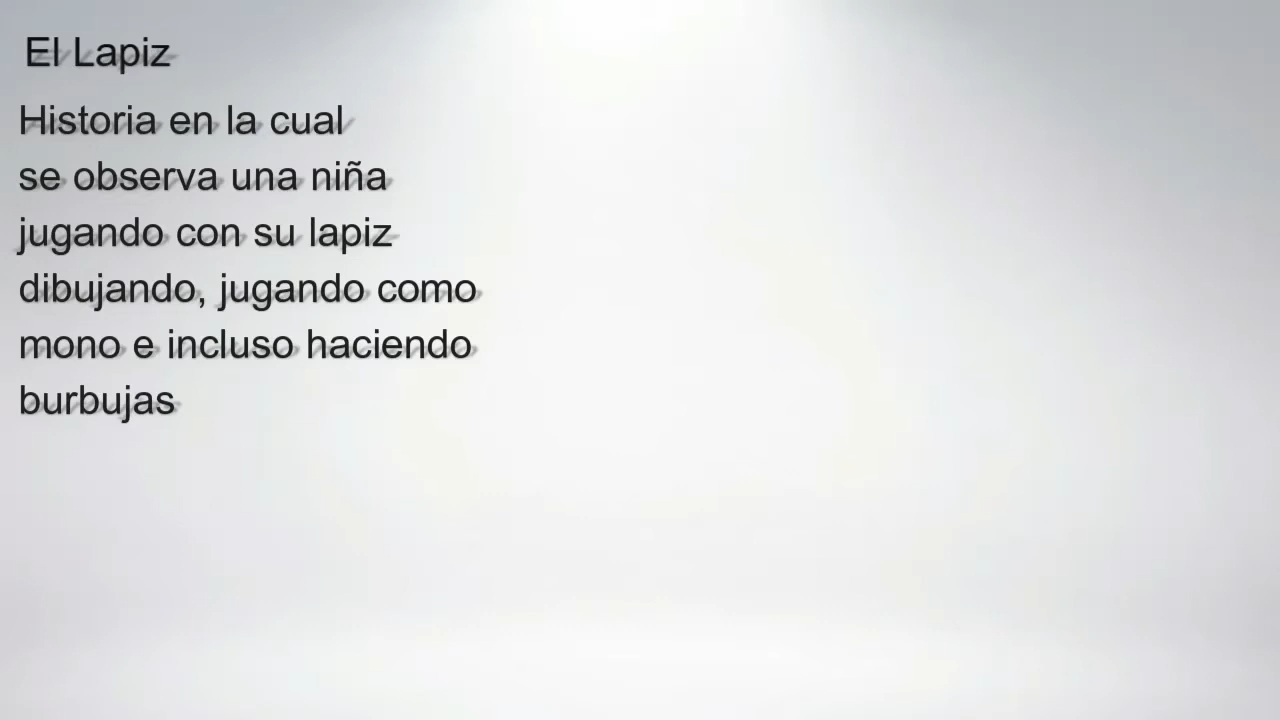 El Lapiz
Historia en la cual
se observa una niña
jugando con su lapiz
dibujando, jugando como
mono e incluso haciendo
burbujas